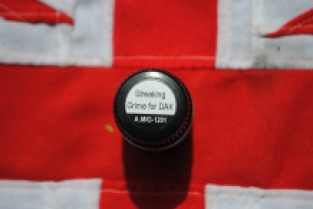 Streaking
Grime for DAK
A.MIG-1201